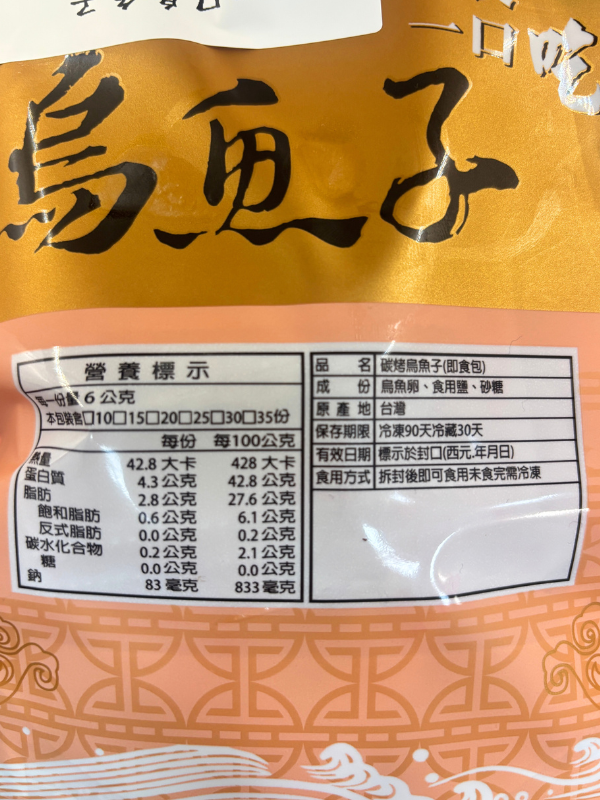 一口吃
烏魚子
營養標示
每一份量 6 公克
本包裝含□10□15□20□25□30□35份
每份 每100公克
熱量 42.8 大卡 428 大卡
蛋白質 4.3 公克 42.8 公克
脂肪 2.8 公克 27.6 公克
飽和脂肪 0.6 公克 6.1 公克
反式脂肪 0.0 公克 0.2 公克
碳水化合物 0.2 公克 2.1 公克
糖 0.0 公克 0.0 公克
鈉 83 毫克 833 毫克
品名 碳烤烏魚子(即食包)
成份 烏魚卵、食用鹽、砂糖
原產地 台灣
保存期限 冷凍90天冷藏30天
有效日期 標示於封口(西元.年月日)
食用方式 拆封後即可食用未食完需冷凍